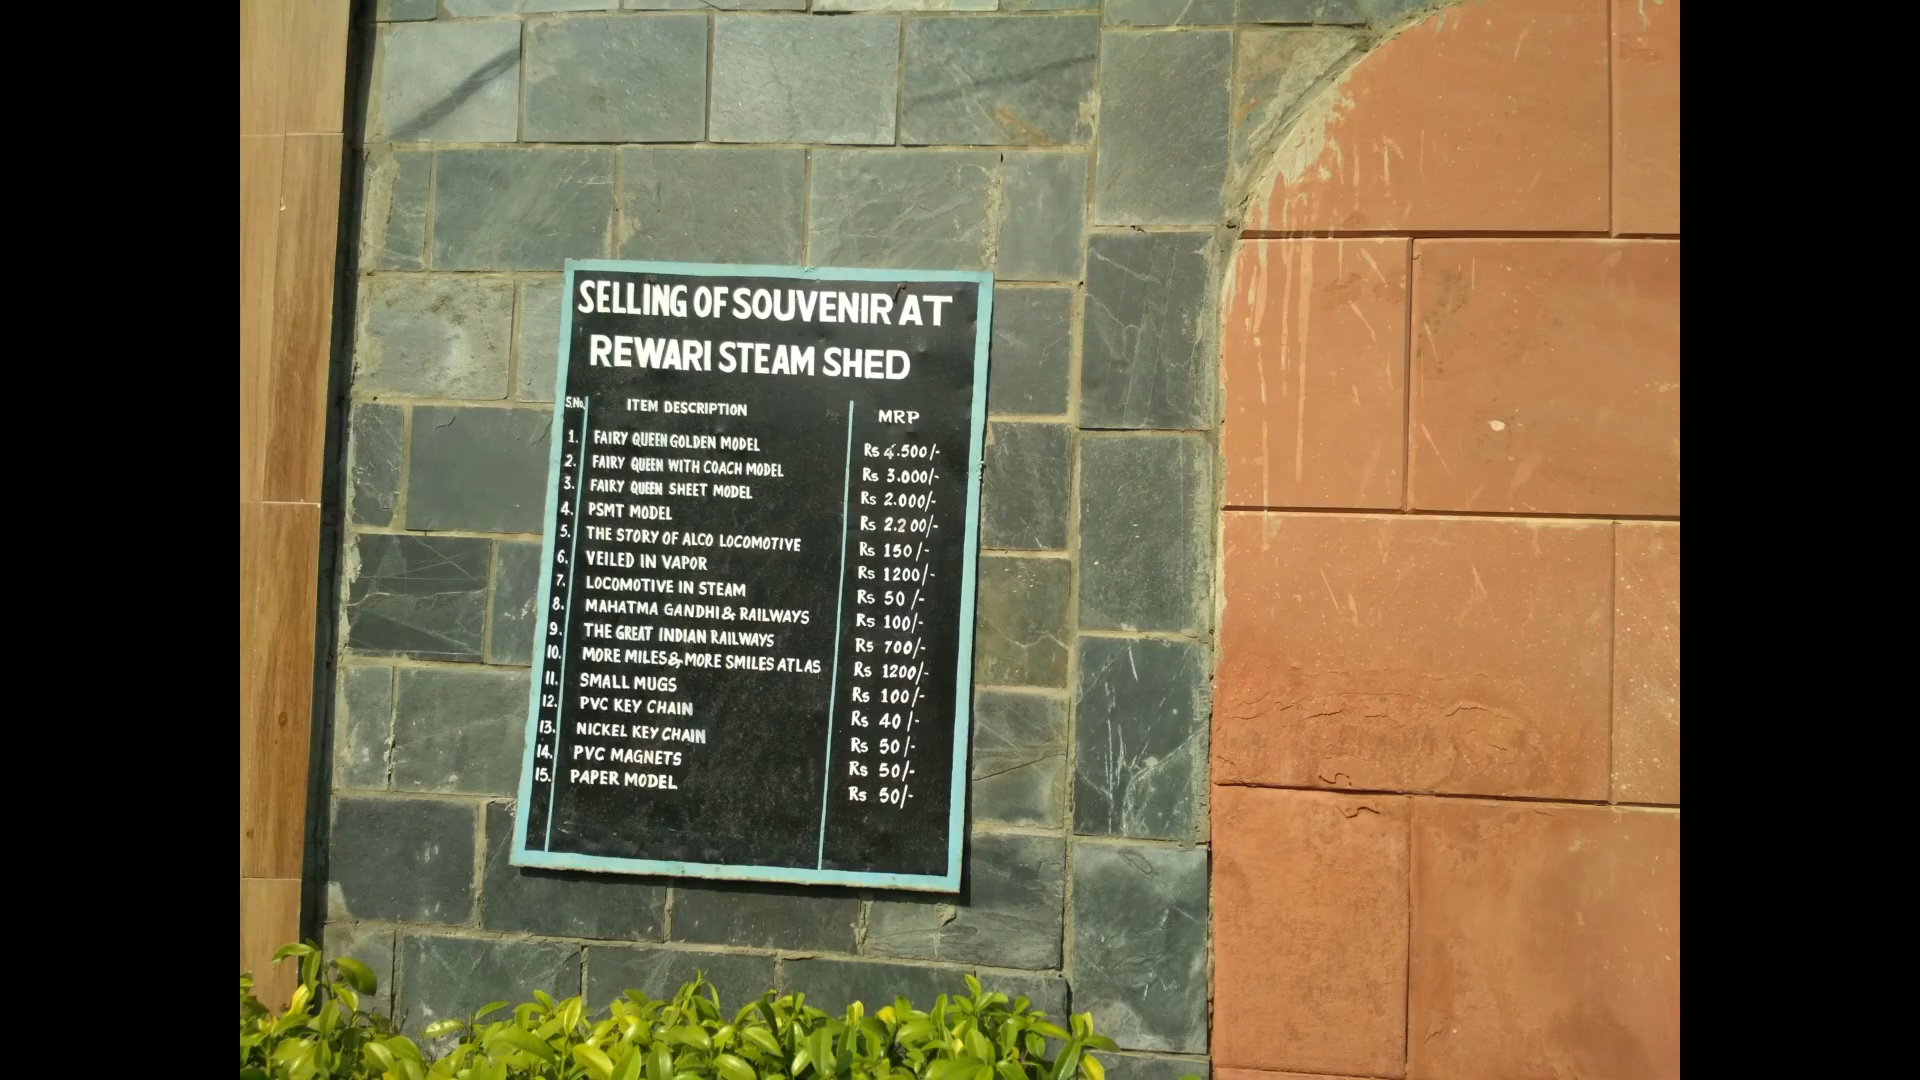 SELLING OF SOUVENIR AT
REWARI STEAM SHED
S.No. ITEM DESCRIPTION MRP
1. FAIRY QUEEN GOLDEN MODEL Rs 4.500/-
2. FAIRY QUEEN WITH COACH MODEL Rs 3.000/-
3. FAIRY QUEEN SHEET MODEL Rs 2.000/-
4. PSMT MODEL Rs 2.200/-
5. THE STORY OF ALCO LOCOMOTIVE Rs 150/-
6. VEILED IN VAPOR Rs 1200/-
7. LOCOMOTIVE IN STEAM Rs 50/-
8. MAHATMA GANDHI & RAILWAYS Rs 100/-
9. THE GREAT INDIAN RAILWAYS Rs 700/-
10. MORE MILES & MORE SMILES ATLAS Rs 1200/-
11. SMALL MUGS Rs 100/-
12. PVC KEY CHAIN Rs 40/-
13. NICKEL KEY CHAIN Rs 50/-
14. PVC MAGNETS Rs 50/-
15. PAPER MODEL Rs 50/-